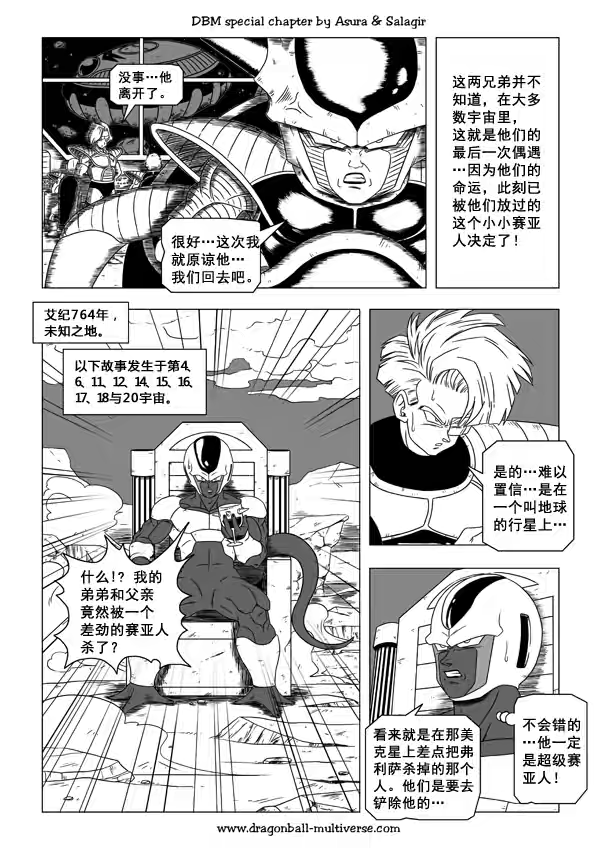 DBM special chapter by Asura & Salagir
没事…他
离开了。
很好…这次我
就原谅他…
我们回去吧。
这两兄弟并不
知道，在大多
数宇宙里，
这就是他们的
最后一次偶遇
…因为他们的
命运，此刻已
被他们放过的
这个小小赛亚
人决定了！
艾纪764年，
未知之地。
以下故事发生于第4、
6、11、12、14、15、16、
17、18与20宇宙。
什么!？我的
弟弟和父亲
竟然被一个
差劲的赛亚人
杀了？
是的…难以
置信…是在
一个叫地球
的行星上…
不会错的
…他一定
是超级赛
亚人！
看来就是在那美
克星上差点把弗
利萨杀掉的那个
人。他们是要去
铲除他的…
www.dragonball-multiverse.com